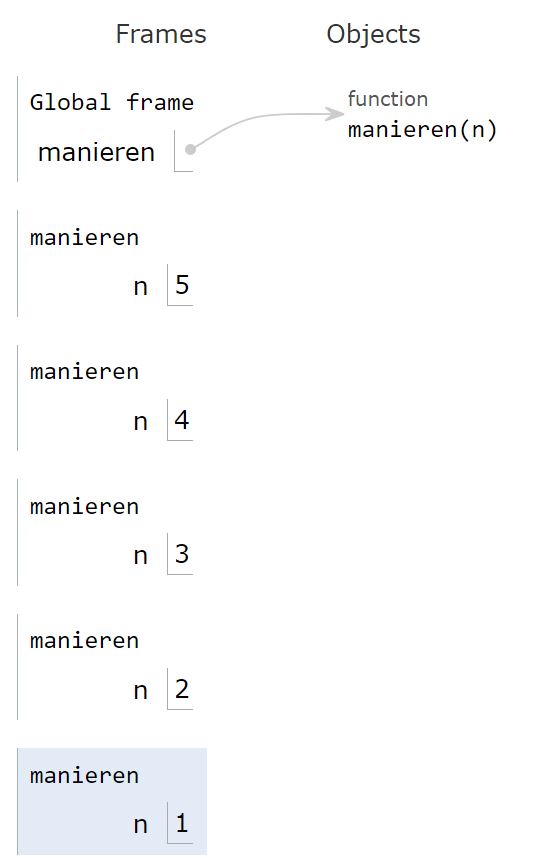 Frames Objects
Global frame
function
manieren manieren(n)
manieren
n 5
manieren
n 4
manieren
n 3
manieren
n 2
manieren
n 1